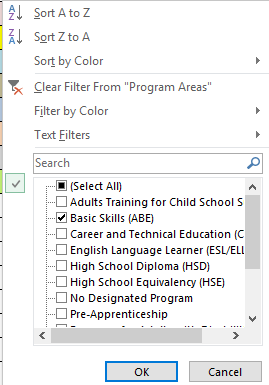 Sort A to Z
Sort Z to A
Sort by Color
Clear Filter From "Program Areas"
Filter by Color
Text Filters
Search
(Select All)
Adults Training for Child School S
Basic Skills (ABE)
Career and Technical Education (C
English Language Learner (ESL/ELL
High School Diploma (HSD)
High School Equivalency (HSE)
No Designated Program
Pre-Apprenticeship
OK Cancel